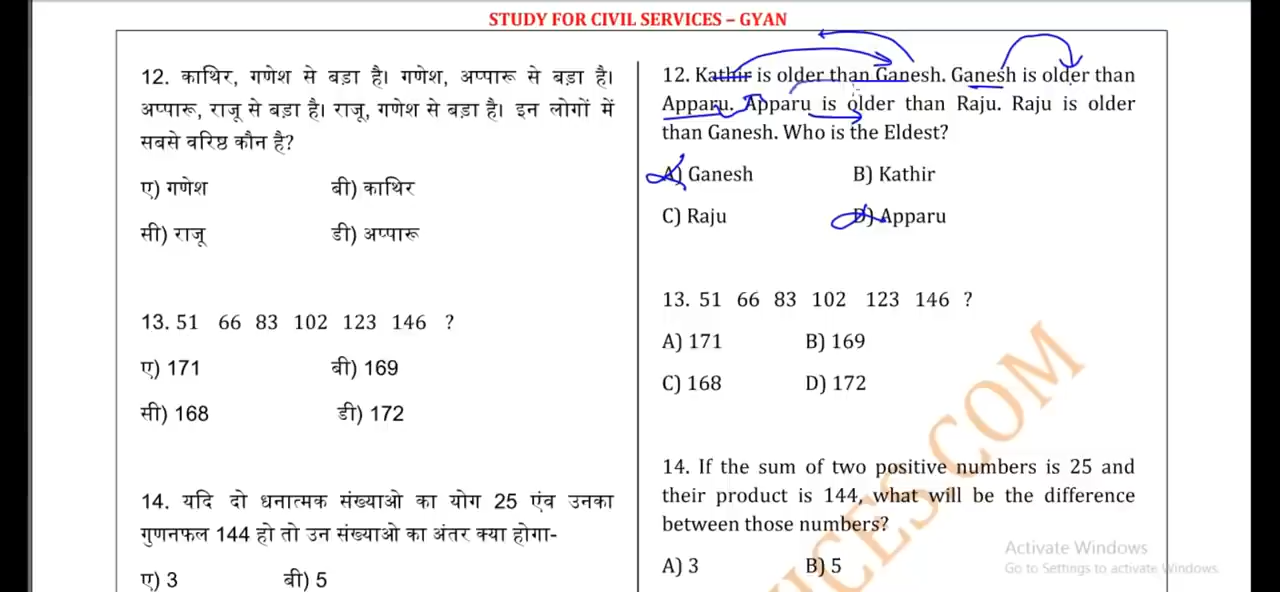 STUDY FOR CIVIL SERVICES – GYAN
12. काथिर, गणेश से बड़ा है। गणेश, अप्पारू से बड़ा है।
अप्पारू, राजू से बड़ा है। राजू, गणेश से बड़ा है। इन लोगों में
सबसे वरिष्ठ कौन है?
ए) गणेश बी) काथिर
सी) राजू डी) अप्पारू
13. 51 66 83 102 123 146 ?
ए) 171 बी) 169
सी) 168 डी) 172
14. यदि दो धनात्मक संख्याओ का योग 25 एंव उनका
गुणनफल 144 हो तो उन संख्याओ का अंतर क्या होगा-
ए) 3 बी) 5
12. Kathir is older than Ganesh. Ganesh is older than
Apparu. Apparu is older than Raju. Raju is older
than Ganesh. Who is the Eldest?
A) Ganesh B) Kathir
C) Raju D) Apparu
13. 51 66 83 102 123 146 ?
A) 171 B) 169
C) 168 D) 172
14. If the sum of two positive numbers is 25 and
their product is 144, what will be the difference
between those numbers?
A) 3 B) 5
VICES.COM
Activate Windows
Go to Settings to activate Windows.